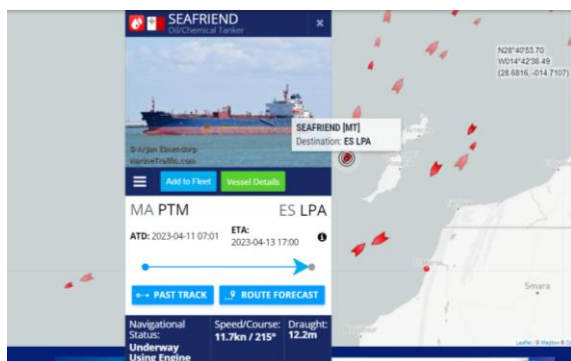 SEAFRIEND
Oil/Chemical Tanker
N28°40'53.70
W014°42'38.49
(28.6816, -014.7107)
SEAFRIEND [MT]
Destination: ES LPA
© Arjan Elmendorp
MarineTraffic.com
Add to Fleet
Vessel Details
MA PTM
ES LPA
ATD: 2023-04-11 07:01
ETA:
2023-04-13 17:00
PAST TRACK
ROUTE FORECAST
Navigational
Status:
Underway
Using Engine
Speed/Course:
11.7kn / 215°
Draught:
12.2m
Smara
Leaflet